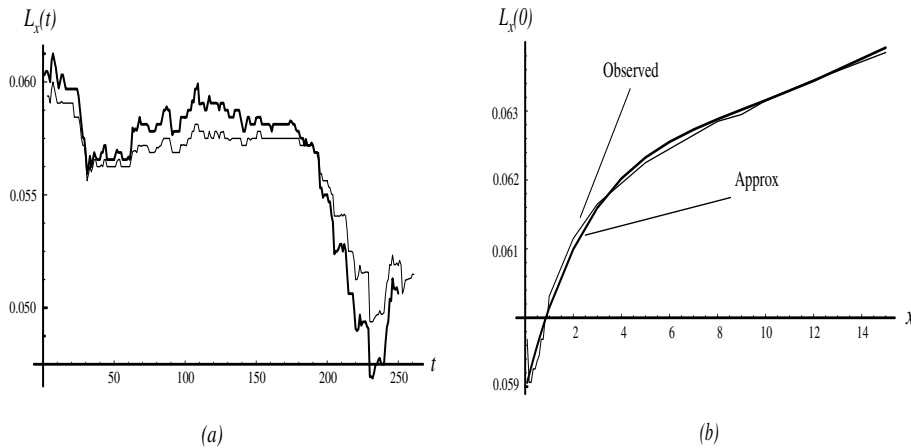 L_x(t)
0.060
0.055
0.050
50 100 150 200 250 t
(a)
L_x(0)
Observed
0.063
0.062
Approx
0.061
2 4 6 8 10 12 14 x
0.059
(b)